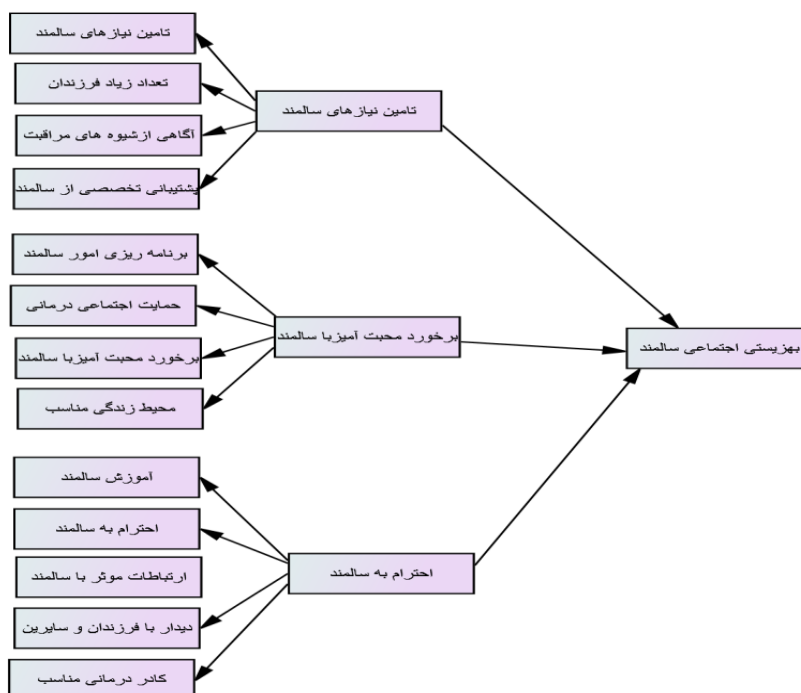 تامین نیازهای سالمند
تعداد زیاد فرزندان
آگاهی ازشیوه های مراقبت
پشتیبانی تخصصی از سالمند
تامین نیازهای سالمند
برنامه ریزی امور سالمند
حمایت اجتماعی درمانی
برخورد محبت آمیزبا سالمند
محیط زندگی مناسب
برخورد محبت آمیزبا سالمند
بهزیستی اجتماعی سالمند
آموزش سالمند
احترام به سالمند
ارتباطات موثر با سالمند
دیدار با فرزندان و سایرین
کادر درمانی مناسب
احترام به سالمند